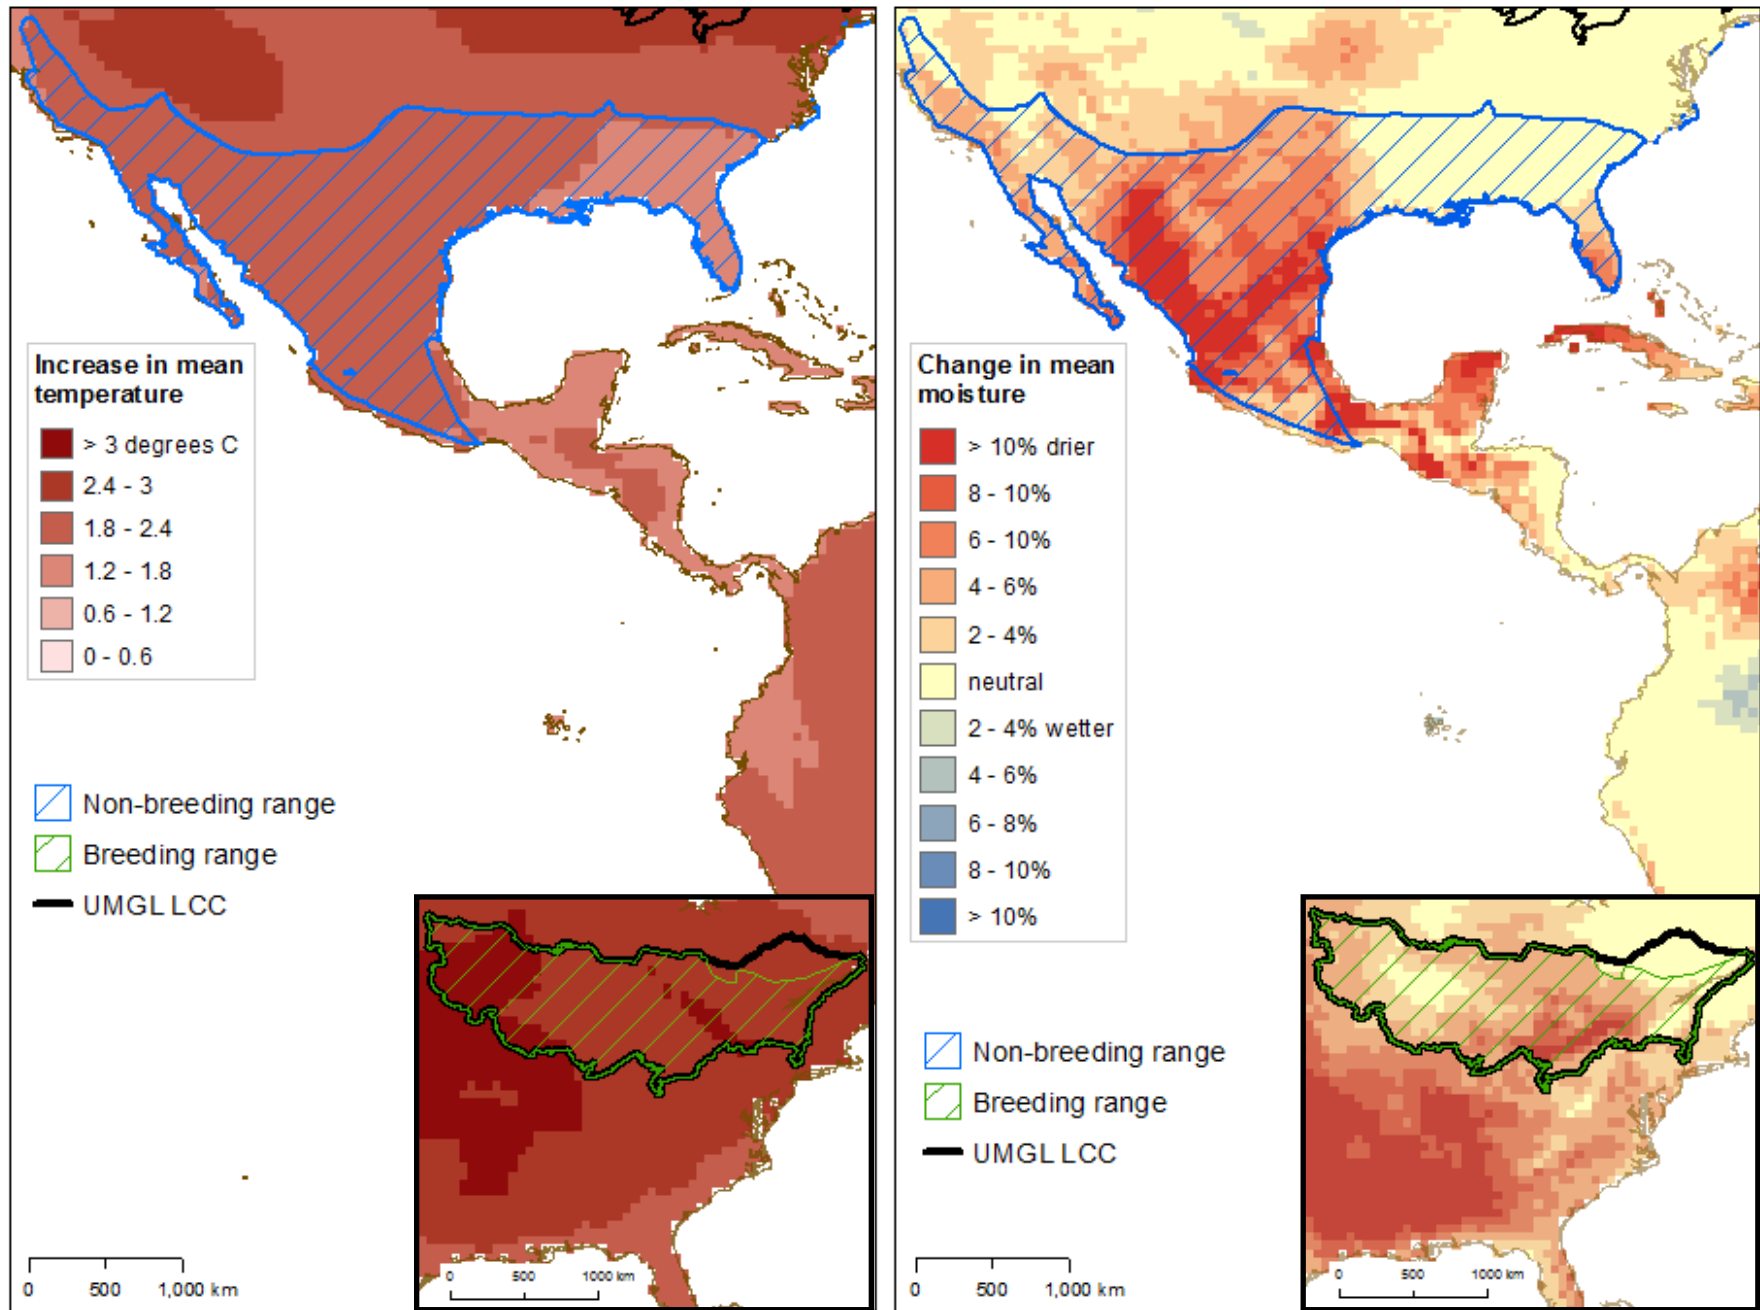 Increase in mean
temperature
> 3 degrees C
2.4 - 3
1.8 - 2.4
1.2 - 1.8
0.6 - 1.2
0 - 0.6
Non-breeding range
Breeding range
UMGL LCC
0 500 1,000 km
0 500 1000 km
Change in mean
moisture
> 10% drier
8 - 10%
6 - 10%
4 - 6%
2 - 4%
neutral
2 - 4% wetter
4 - 6%
6 - 8%
8 - 10%
> 10%
Non-breeding range
Breeding range
UMGL LCC
0 500 1,000 km
0 500 1000 km